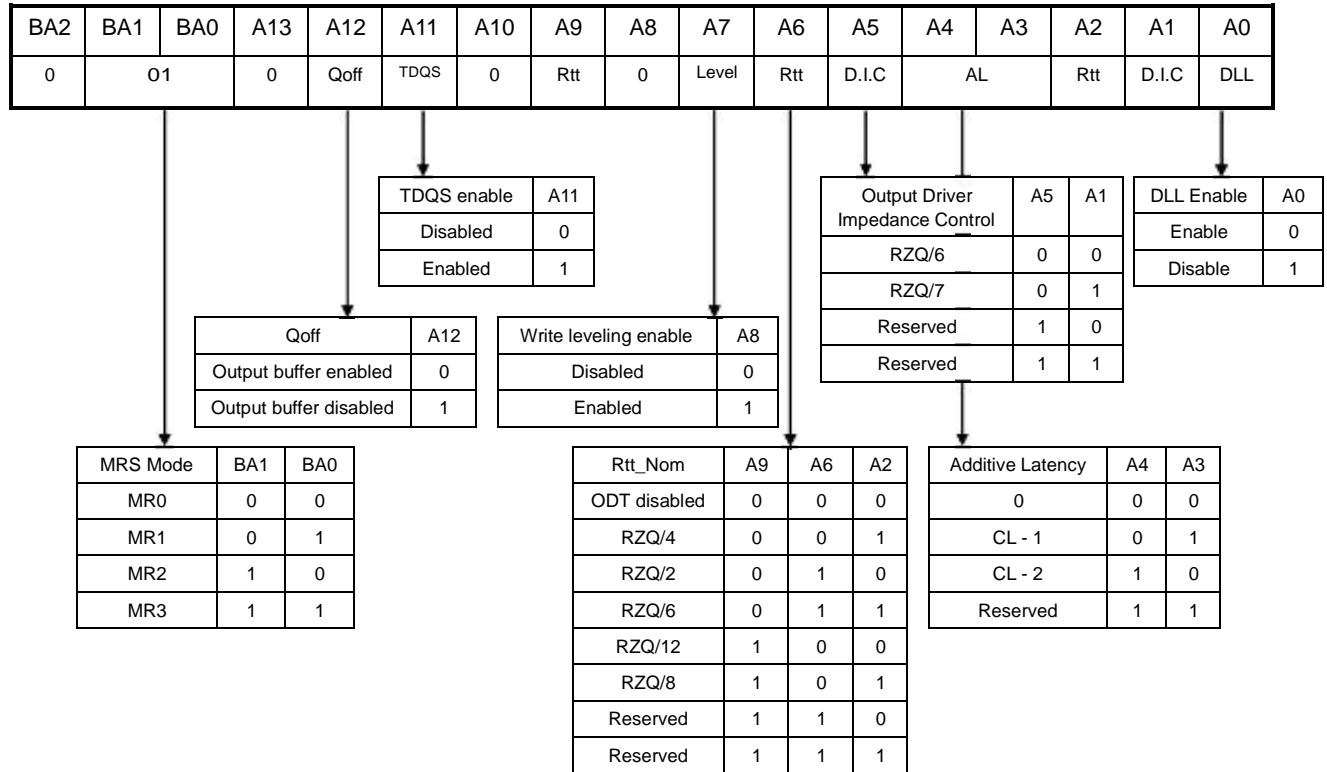 BA2 BA1 BA0 A13 A12 A11 A10 A9 A8 A7 A6 A5 A4 A3 A2 A1 A0
0 01 0 Qoff TDQS 0 Rtt 0 Level Rtt D.I.C AL Rtt D.I.C DLL
TDQS enable A11
Disabled 0
Enabled 1
Output Driver Impedance Control A5 A1
RZQ/6 0 0
RZQ/7 0 1
Reserved 1 0
Reserved 1 1
DLL Enable A0
Enable 0
Disable 1
Qoff A12
Output buffer enabled 0
Output buffer disabled 1
Write leveling enable A8
Disabled 0
Enabled 1
MRS Mode BA1 BA0
MR0 0 0
MR1 0 1
MR2 1 0
MR3 1 1
Rtt_Nom A9 A6 A2
ODT disabled 0 0 0
RZQ/4 0 0 1
RZQ/2 0 1 0
RZQ/6 0 1 1
RZQ/12 1 0 0
RZQ/8 1 0 1
Reserved 1 1 0
Reserved 1 1 1
Additive Latency A4 A3
0 0 0
CL - 1 0 1
CL - 2 1 0
Reserved 1 1